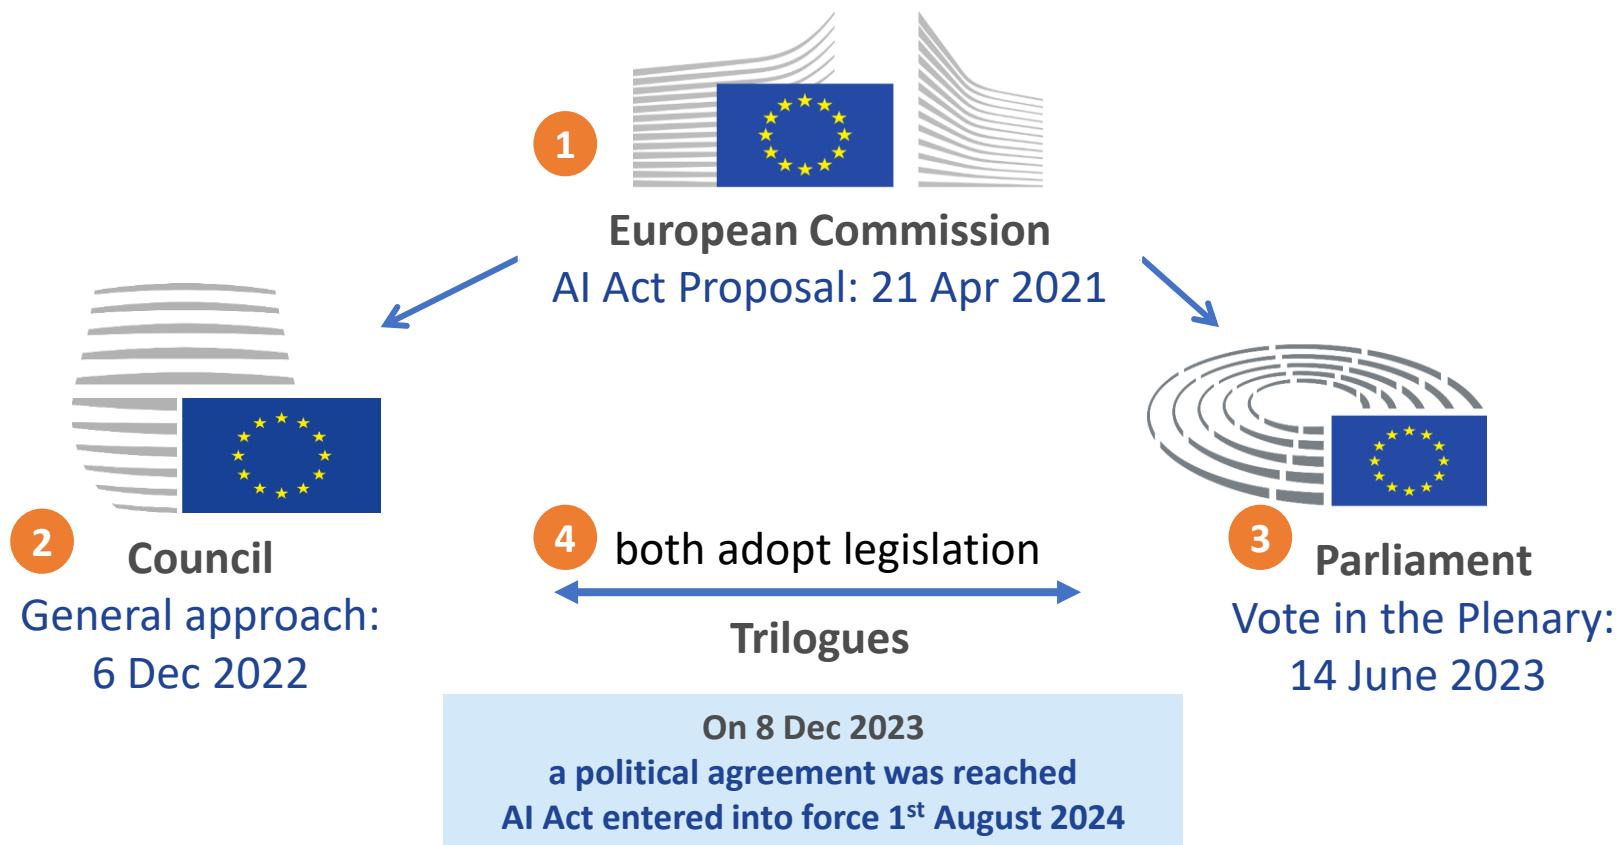 1
European Commission
AI Act Proposal: 21 Apr 2021
2
Council
General approach:
6 Dec 2022
4
both adopt legislation
Trilogues
3
Parliament
Vote in the Plenary:
14 June 2023
On 8 Dec 2023
a political agreement was reached
AI Act entered into force 1st August 2024